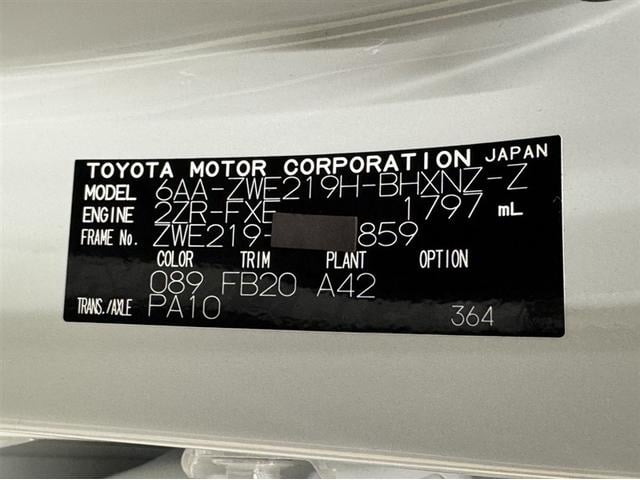 TOYOTA MOTOR CORPORATION JAPAN
MODEL 6AA-ZWE219H-BHXNZ-Z
ENGINE 2ZR-FXE 1797 mL
FRAME No. ZWE219- 859
COLOR TRIM PLANT OPTION
089 FB20 A42
TRANS./AXLE PA10 364